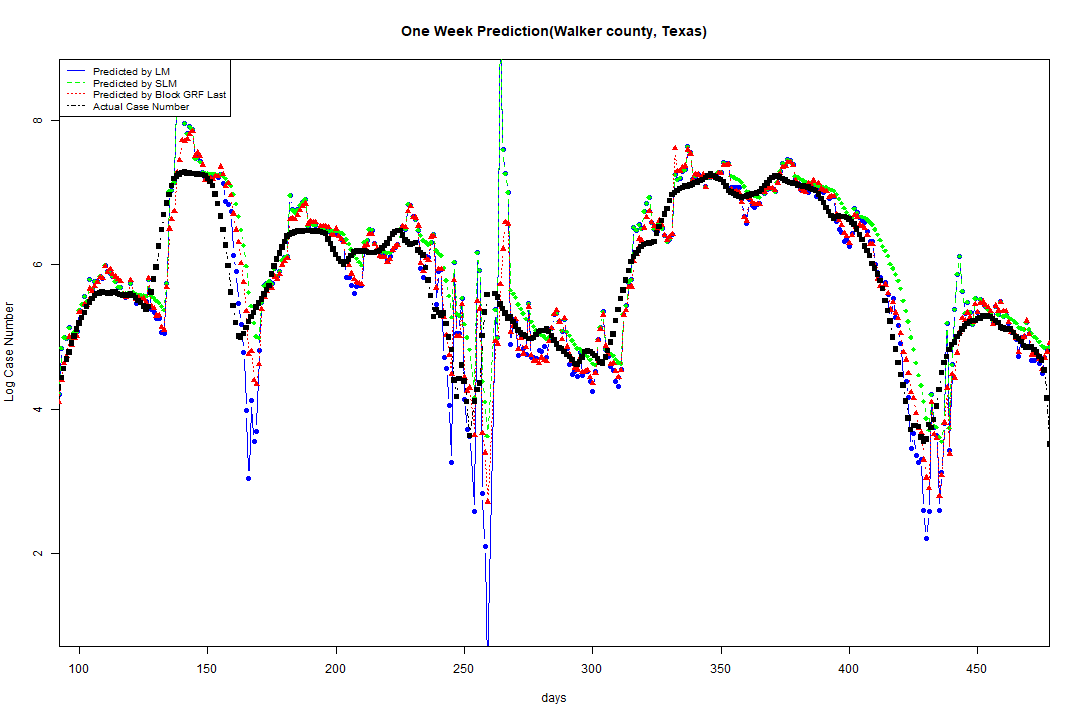 One Week Prediction(Walker county, Texas)
Predicted by LM
Predicted by SLM
Predicted by Block GRF Last
Actual Case Number
8
6
4
2
Log Case Number
100 150 200 250 300 350 400 450
days